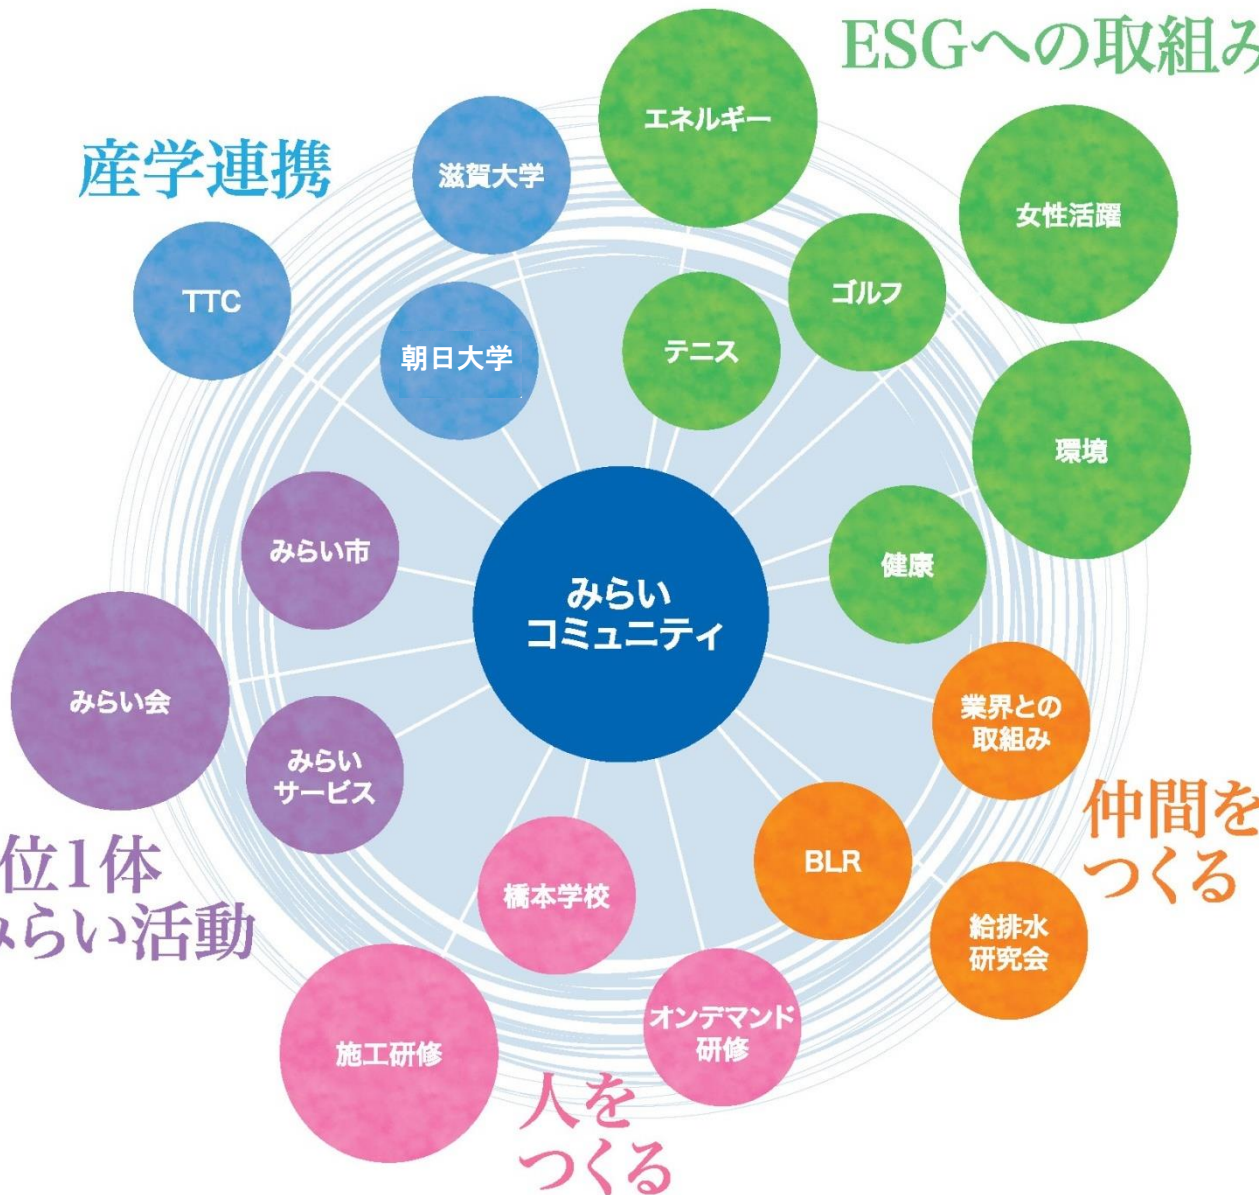 ESGへの取組み
エネルギー
産学連携
滋賀大学
女性活躍
TTC
ゴルフ
朝日大学
テニス
環境
みらい市
健康
みらい
コミュニティ
みらい会
業界との
取組み
みらい
サービス
仲間を
つくる
位1体
みらい活動
BLR
橋本学校
給排水
研究会
施工研修
オンデマンド
研修
人を
つくる